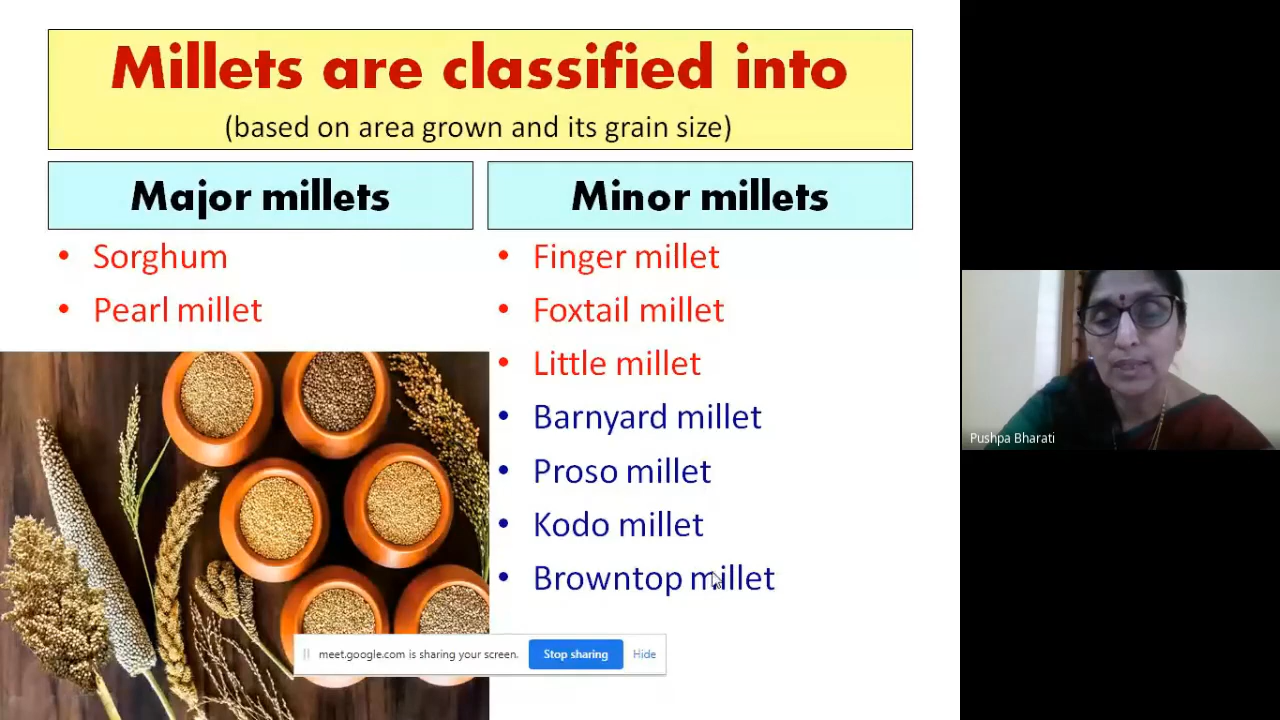 Millets are classified into
(based on area grown and its grain size)
Major millets
• Sorghum
• Pearl millet
Minor millets
• Finger millet
• Foxtail millet
• Little millet
• Barnyard millet
• Proso millet
• Kodo millet
• Browntop millet
meet.google.com is sharing your screen.
Stop sharing
Hide
Pushpa Bharati